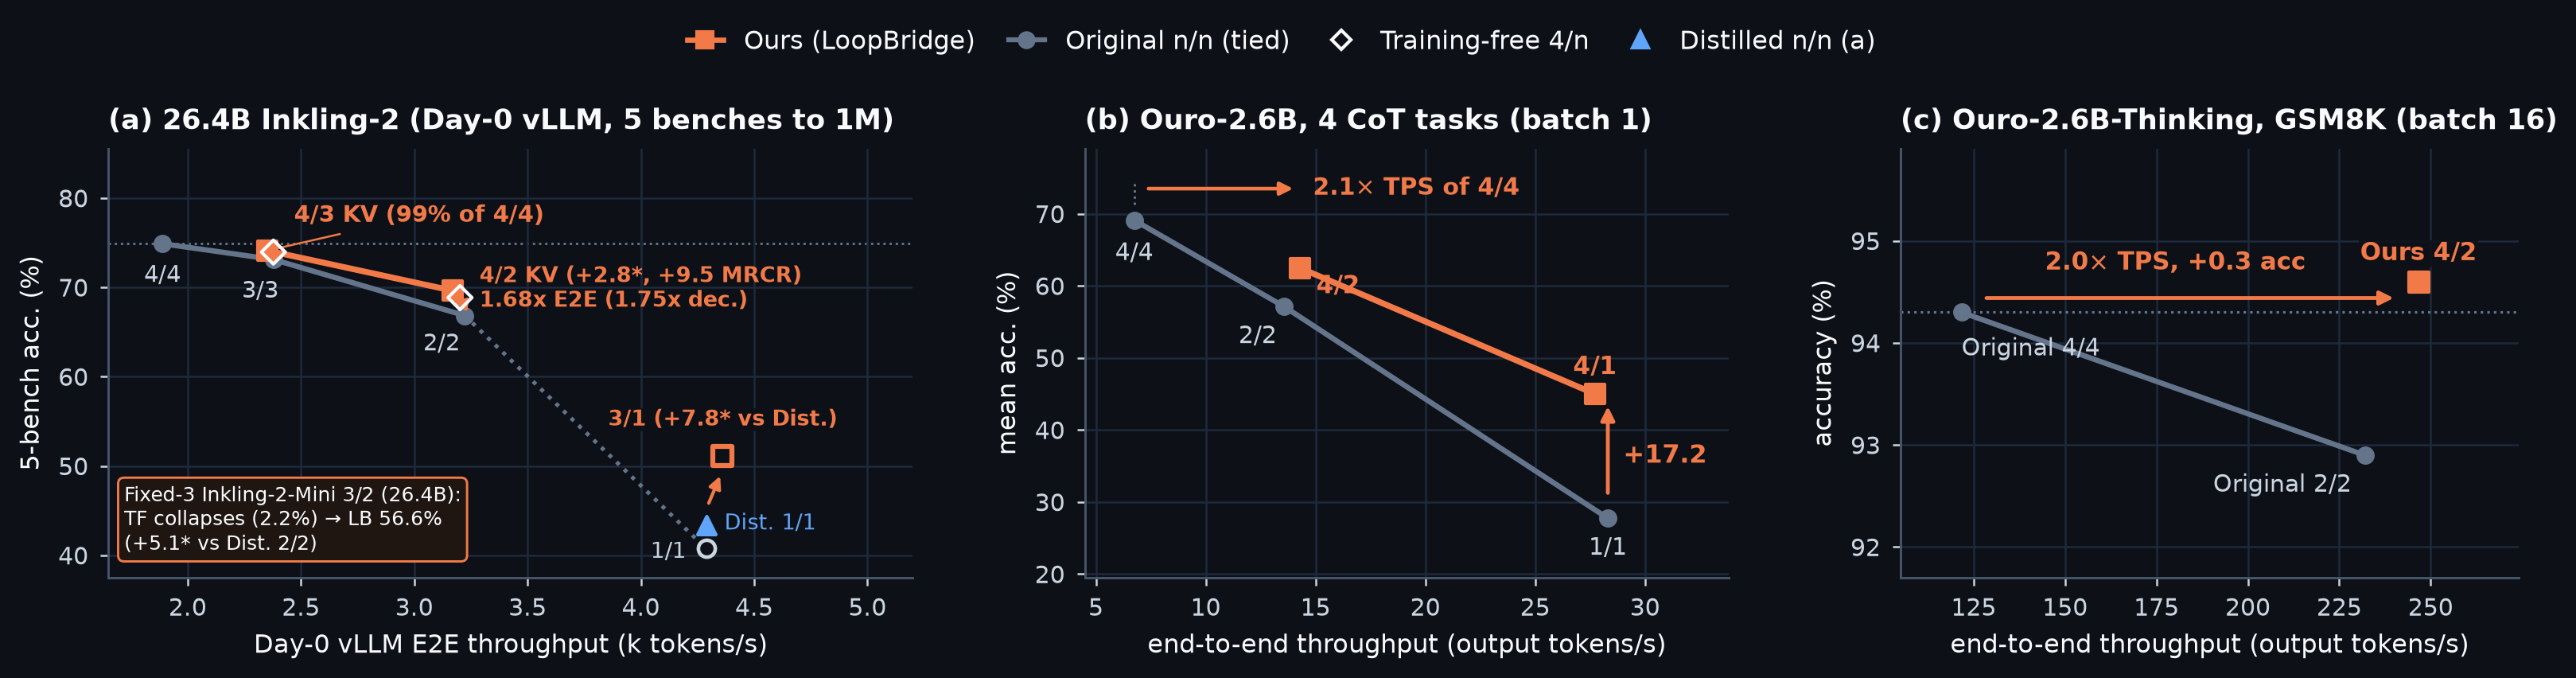 Ours (LoopBridge)
Original n/n (tied)
Training-free 4/n
Distilled n/n (a)
(a) 26.4B Inkling-2 (Day-0 vLLM, 5 benches to 1M)
5-bench acc. (%)
80
70
60
50
40
4/3 KV (99% of 4/4)
4/4
3/3
4/2 KV (+2.8*, +9.5 MRCR)
1.68x E2E (1.75x dec.)
2/2
3/1 (+7.8* vs Dist.)
Dist. 1/1
1/1
Fixed-3 Inkling-2-Mini 3/2 (26.4B):
TF collapses (2.2%) → LB 56.6%
(+5.1* vs Dist. 2/2)
2.0
2.5
3.0
3.5
4.0
4.5
5.0
Day-0 vLLM E2E throughput (k tokens/s)
(b) Ouro-2.6B, 4 CoT tasks (batch 1)
mean acc. (%)
70
60
50
40
30
20
2.1× TPS of 4/4
4/4
4/2
2/2
4/1
+17.2
1/1
5
10
15
20
25
30
end-to-end throughput (output tokens/s)
(c) Ouro-2.6B-Thinking, GSM8K (batch 16)
accuracy (%)
95
94
93
92
2.0× TPS, +0.3 acc
Ours 4/2
Original 4/4
Original 2/2
125
150
175
200
225
250
end-to-end throughput (output tokens/s)